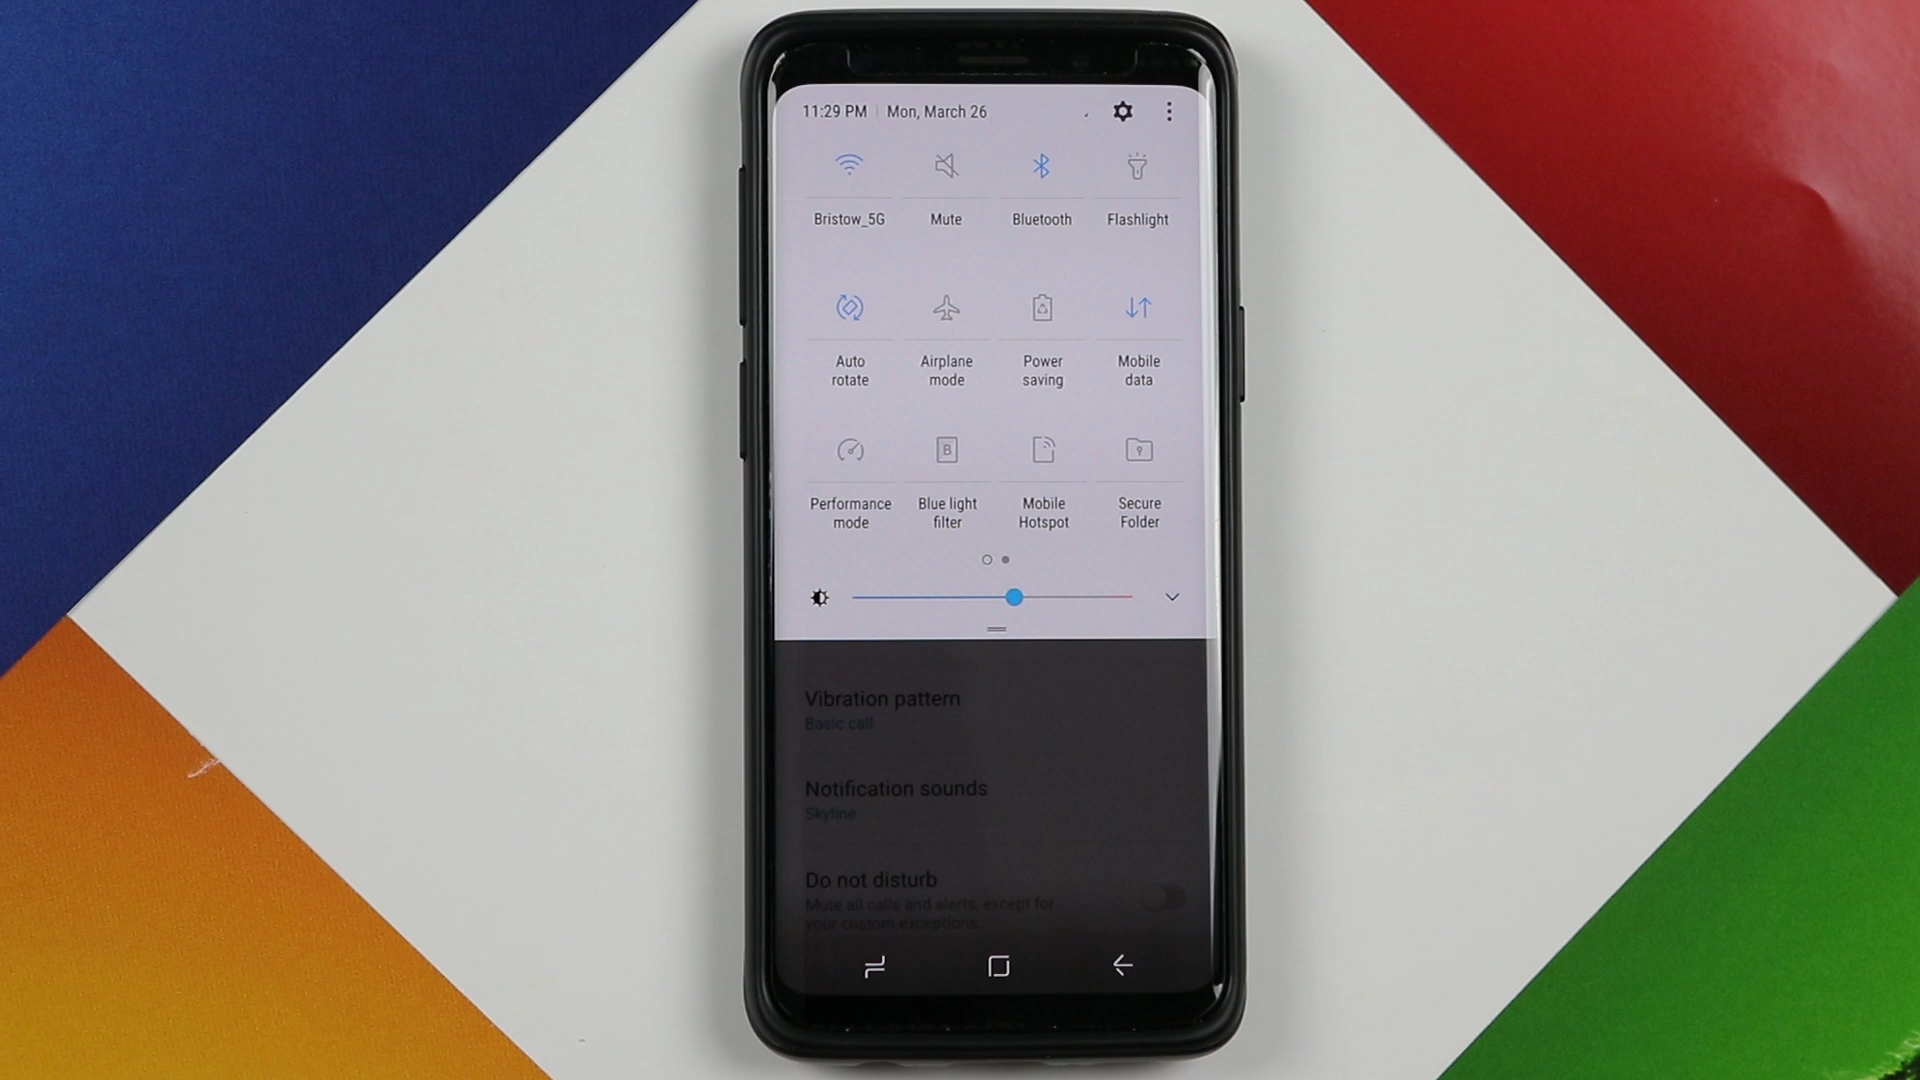 11:29 PM | Mon, March 26
Bristow_5G Mute Bluetooth Flashlight
Auto rotate
Airplane mode
Power saving
Mobile data
Performance mode
Blue light filter
Mobile Hotspot
Secure Folder
Vibration pattern
Basic call
Notification sounds
Skyline
Do not disturb
Mute all calls and alerts, except for
your custom exceptions.